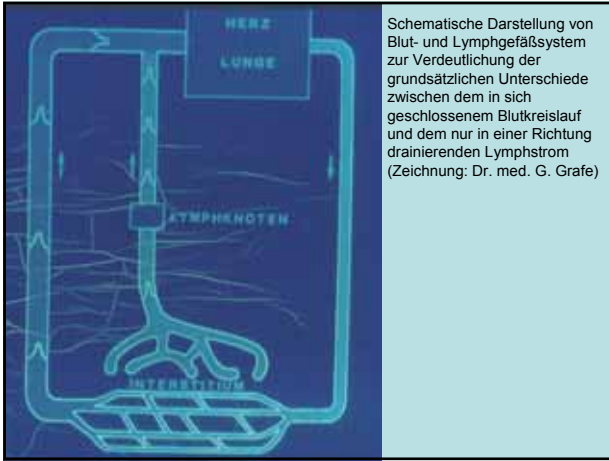 HERZ
LUNGE
LYMPHKNOTEN
INTERSTITIUM
Schematische Darstellung von
Blut- und Lymphgefäßsystem
zur Verdeutlichung der
grundsätzlichen Unterschiede
zwischen dem in sich
geschlossenem Blutkreislauf
und dem nur in einer Richtung
drainierenden Lymphstrom
(Zeichnung: Dr. med. G. Grafe)